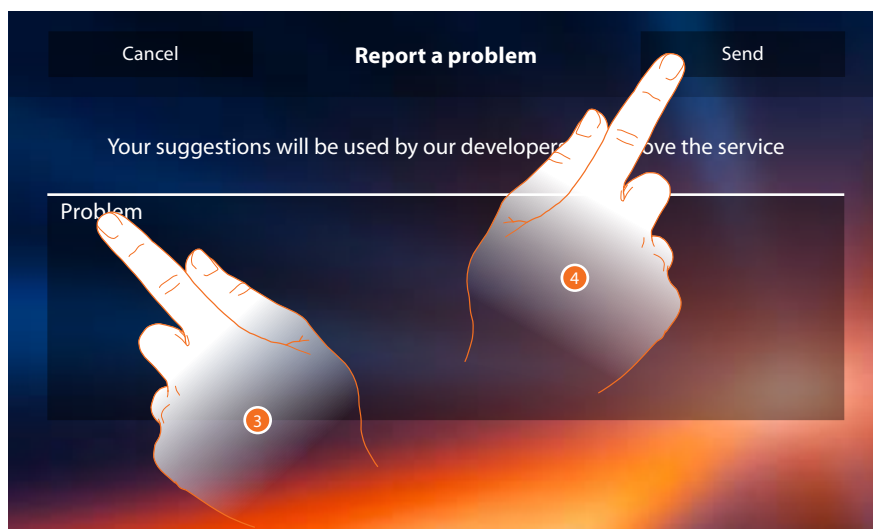 Cancel Report a problem Send
Your suggestions will be used by our developers ove the service
Problem
4
3